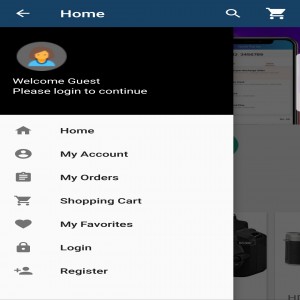 Home
Welcome Guest
Please login to continue
Home
My Account
My Orders
Shopping Cart
My Favorites
Login
Register